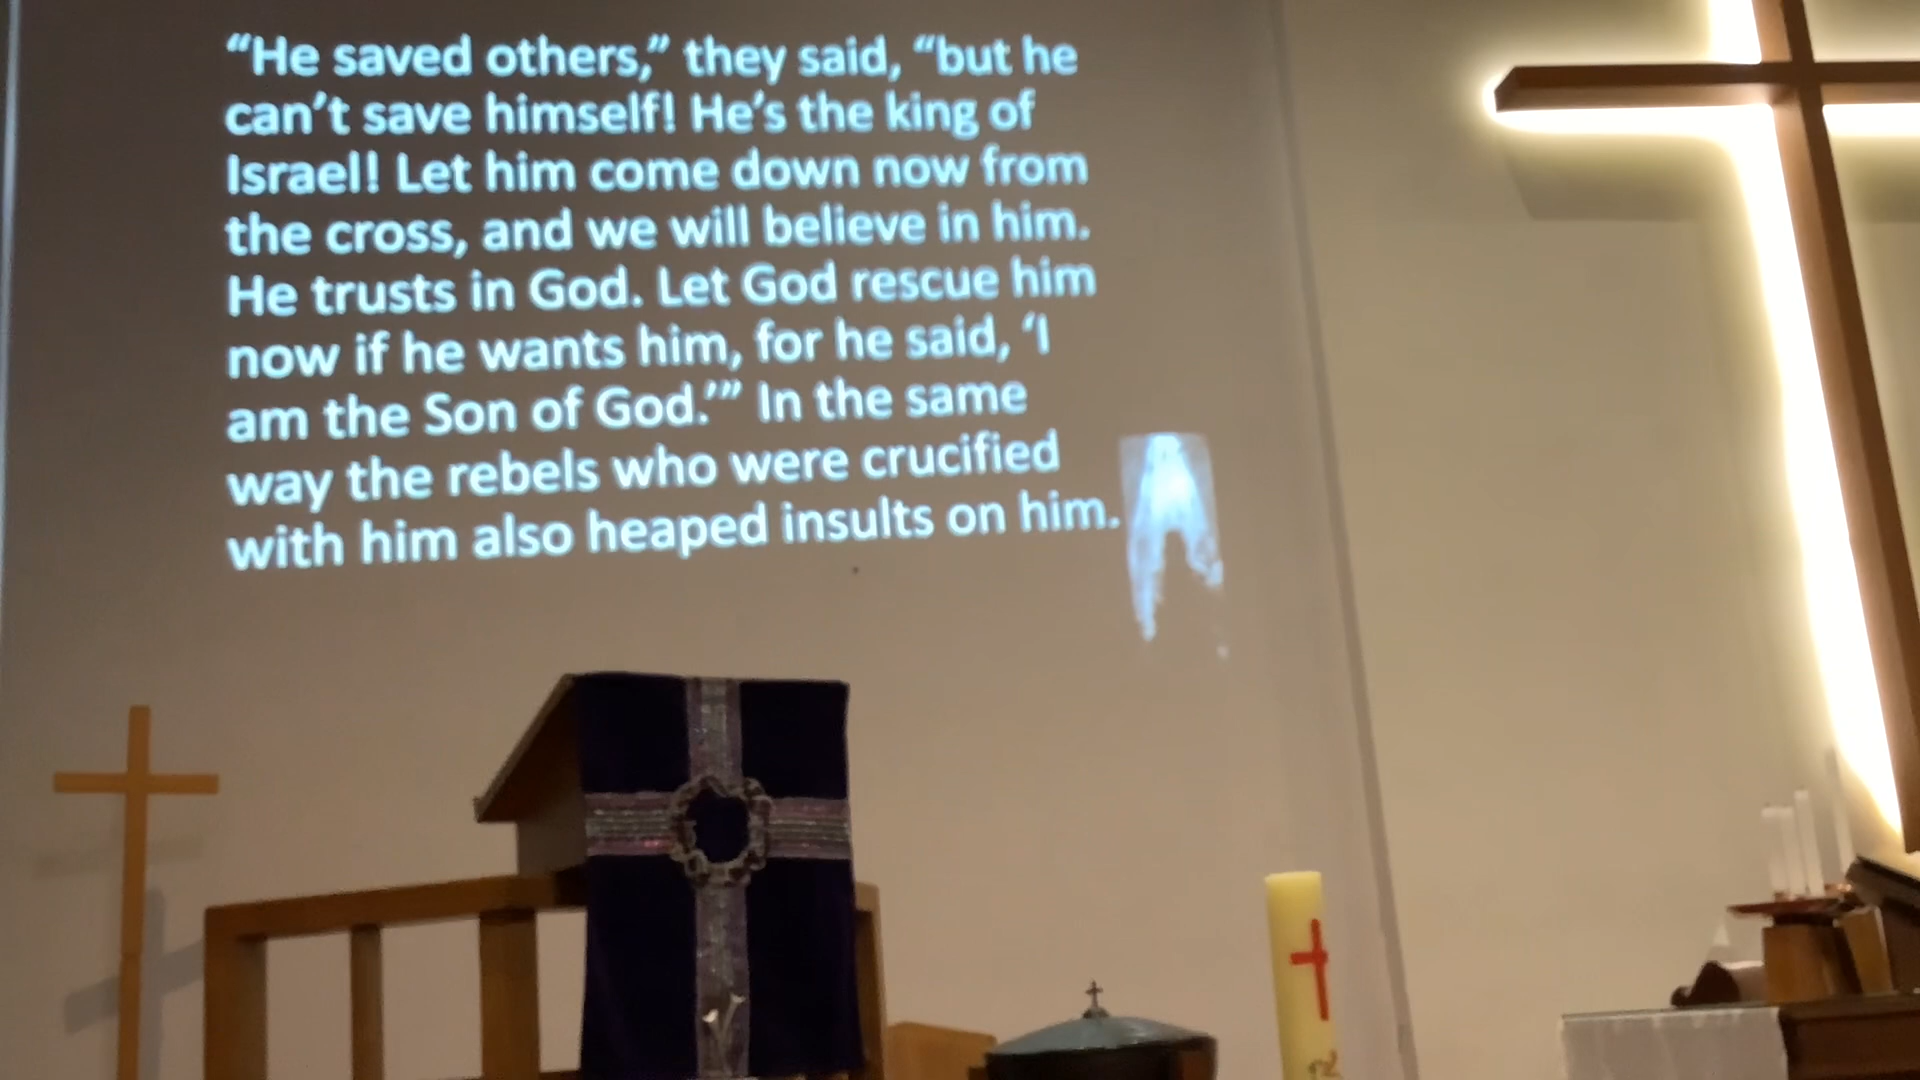 “He saved others,” they said, “but he
can’t save himself! He’s the king of
Israel! Let him come down now from
the cross, and we will believe in him.
He trusts in God. Let God rescue him
now if he wants him, for he said, ‘I
am the Son of God.’” In the same
way the rebels who were crucified
with him also heaped insults on him.